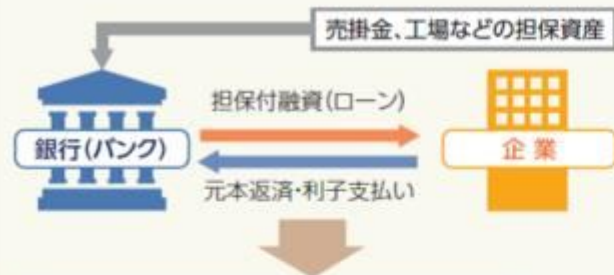 売掛金、工場などの担保資産
担保付融資(ローン)
銀行(バンク)
企業
元本返済・利子支払い